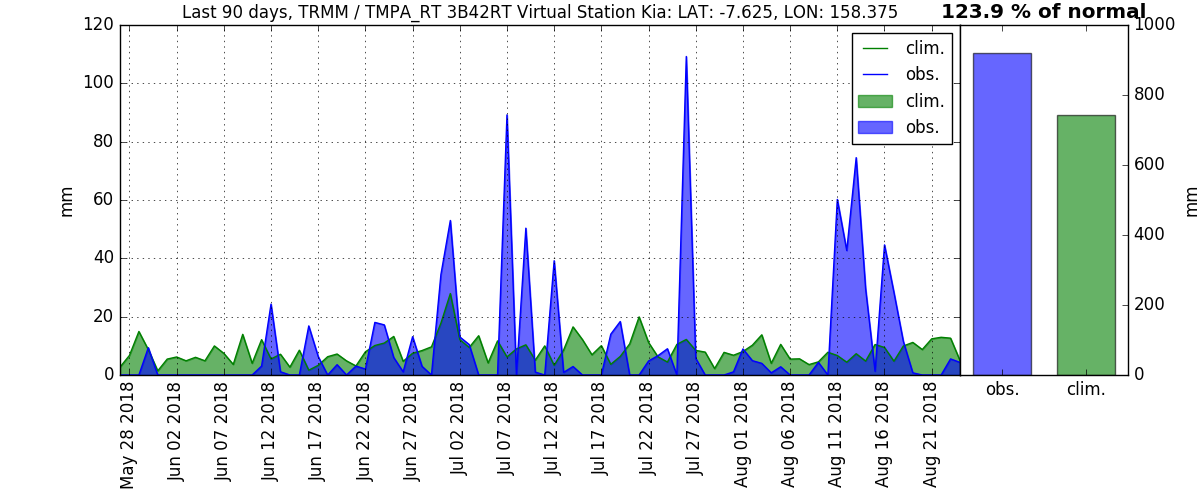 Last 90 days, TRMM / TMPA_RT 3B42RT Virtual Station Kia: LAT: -7.625, LON: 158.375
123.9 % of normal
120
100
80
60
40
20
0
mm
clim.
obs.
clim.
obs.
1000
800
600
400
200
0
mm
obs.
clim.
May 28 2018
Jun 02 2018
Jun 07 2018
Jun 12 2018
Jun 17 2018
Jun 22 2018
Jun 27 2018
Jul 02 2018
Jul 07 2018
Jul 12 2018
Jul 17 2018
Jul 22 2018
Jul 27 2018
Aug 01 2018
Aug 06 2018
Aug 11 2018
Aug 16 2018
Aug 21 2018